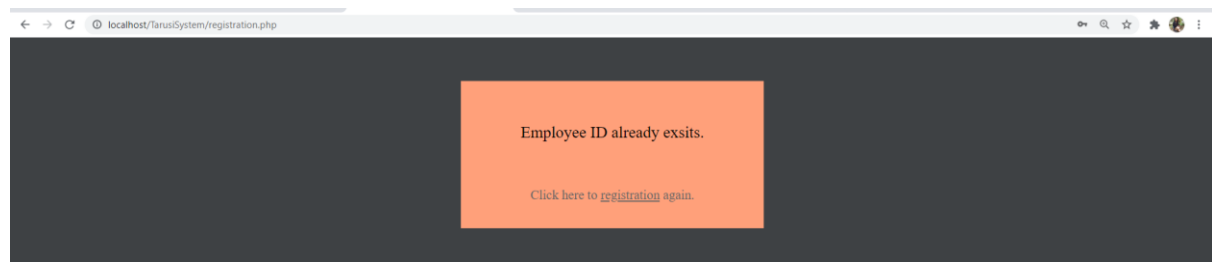 localhost/TarusiSystem/registration.php
Employee ID already exsits.
Click here to registration again.